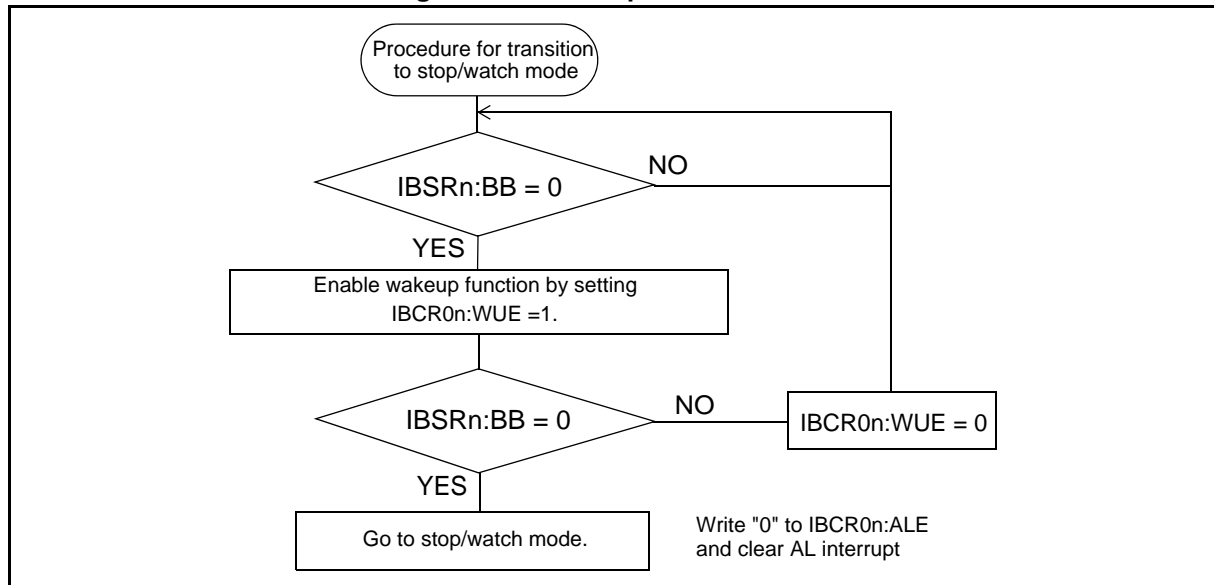 Procedure for transition
to stop/watch mode
IBSRn:BB = 0
NO
YES
Enable wakeup function by setting
IBCR0n:WUE =1.
IBSRn:BB = 0
NO
IBCR0n:WUE = 0
YES
Go to stop/watch mode.
Write "0" to IBCR0n:ALE
and clear AL interrupt